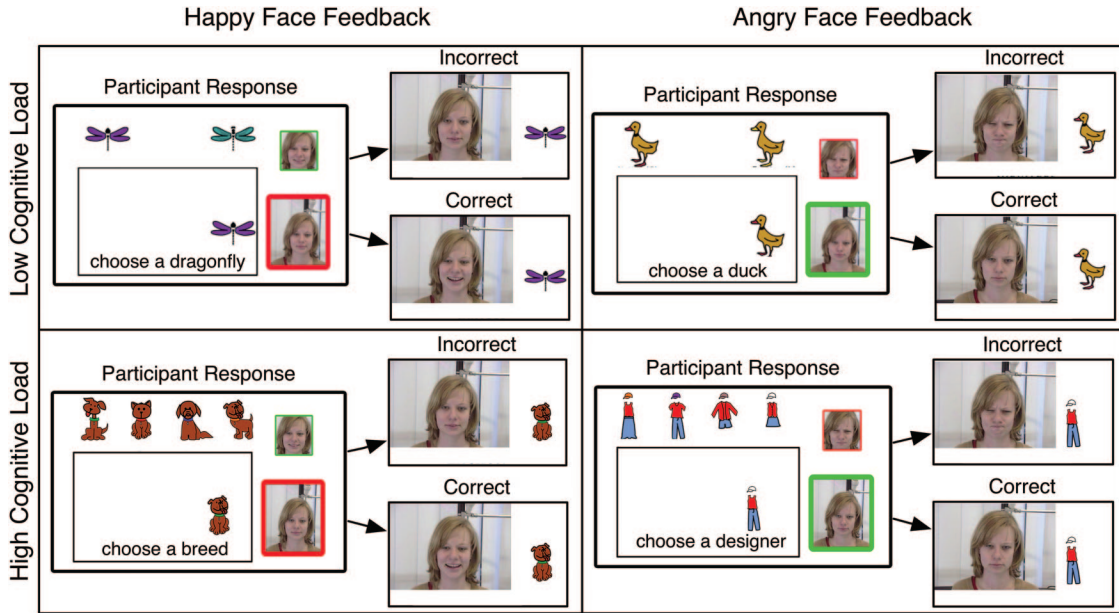 Happy Face Feedback
Angry Face Feedback
Low Cognitive Load
Participant Response
choose a dragonfly
Incorrect
Correct
Participant Response
choose a duck
Incorrect
Correct
High Cognitive Load
Participant Response
choose a breed
Incorrect
Correct
Participant Response
choose a designer
Incorrect
Correct